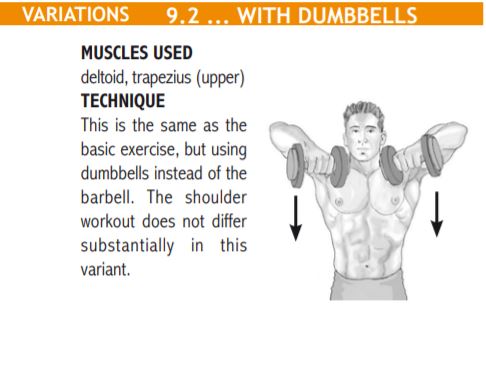 VARIATIONS 9.2 ... WITH DUMBBELLS
MUSCLES USED
deltoid, trapezius (upper)
TECHNIQUE
This is the same as the
basic exercise, but using
dumbbells instead of the
barbell. The shoulder
workout does not differ
substantially in this
variant.